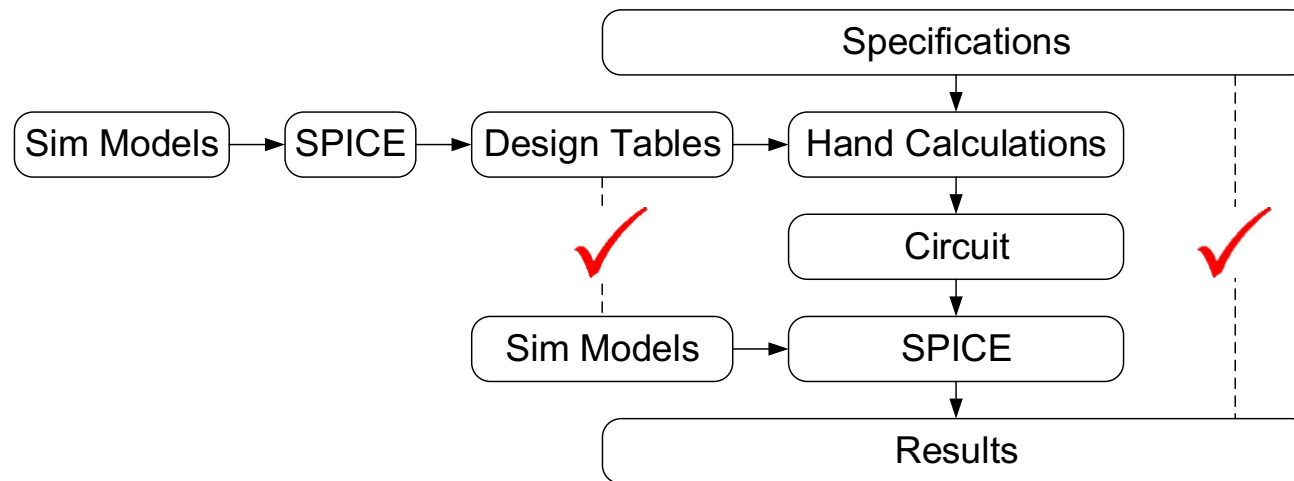 Specifications
Sim Models
SPICE
Design Tables
Hand Calculations
Circuit
Sim Models
SPICE
Results